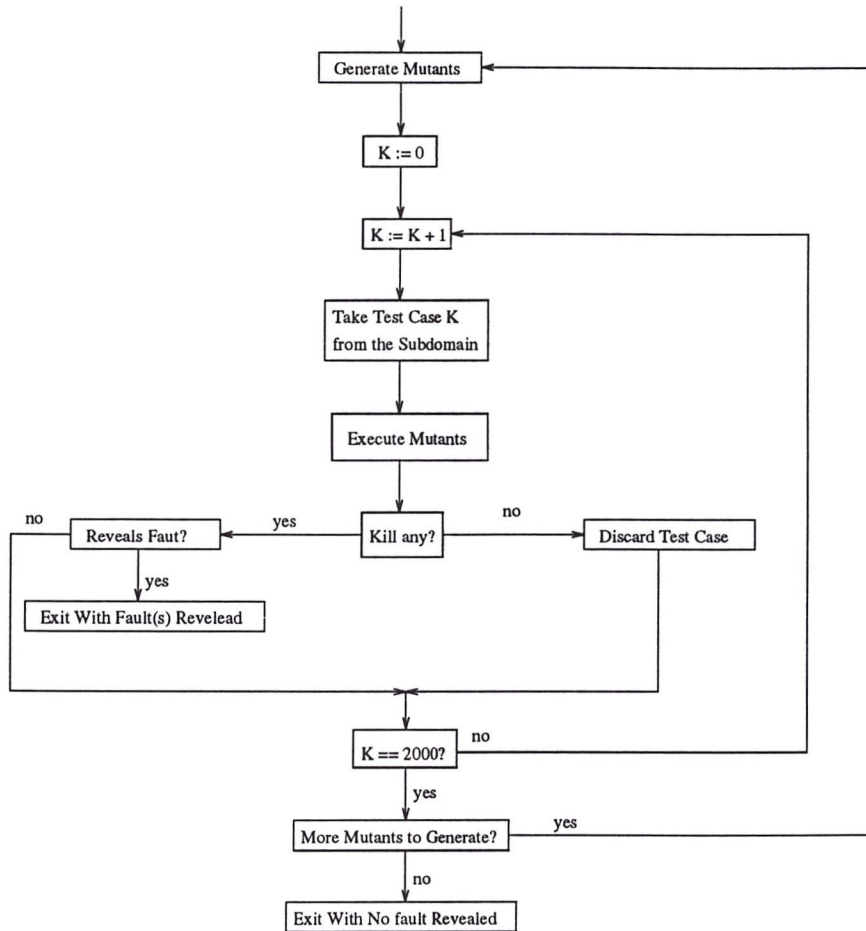 Generate Mutants
K := 0
K := K + 1
Take Test Case K
from the Subdomain
Execute Mutants
no
Reveals Faut?
yes
Kill any?
no
Discard Test Case
yes
Exit With Fault(s) Revelead
K == 2000?
no
yes
More Mutants to Generate?
yes
no
Exit With No fault Revealed